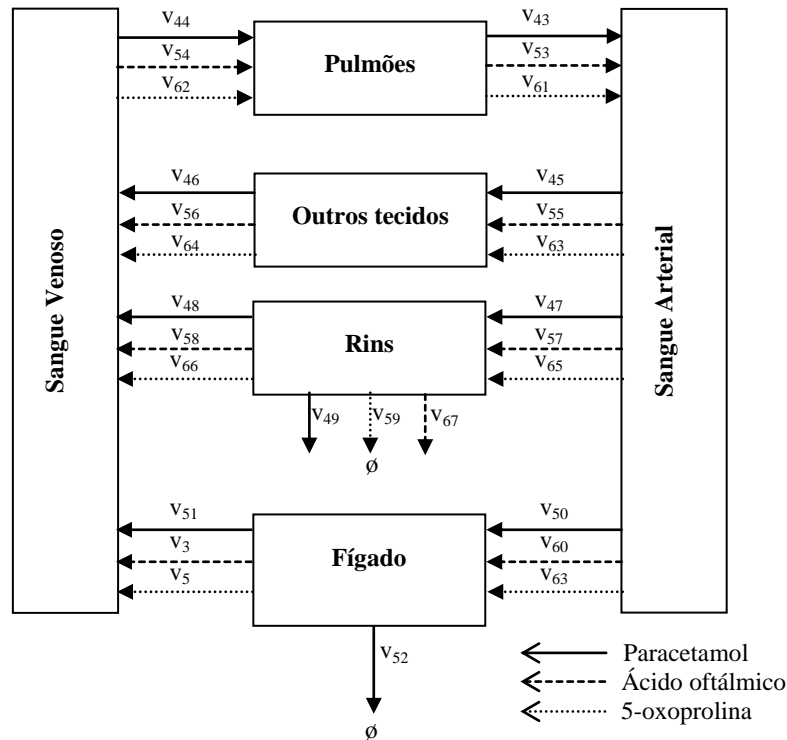 v44 v43
v54 Pulmões v53
v62 v61
v46 v45
v56 Outros tecidos v55
v64 v63
Sangue Venoso
Sangue Arterial
v48 v47
v58 Rins v57
v66 v65
v49 v59 v67
ø
v51 v50
v3 Fígado v60
v5 v63
v52
ø
Paracetamol
Ácido oftálmico
5-oxoprolina